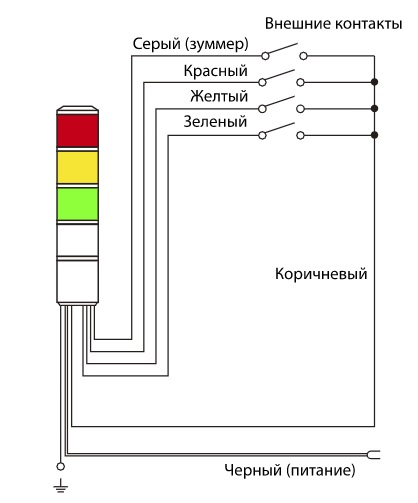 Внешние контакты
Серый (зуммер)
Красный
Желтый
Зеленый
Коричневый
Черный (питание)